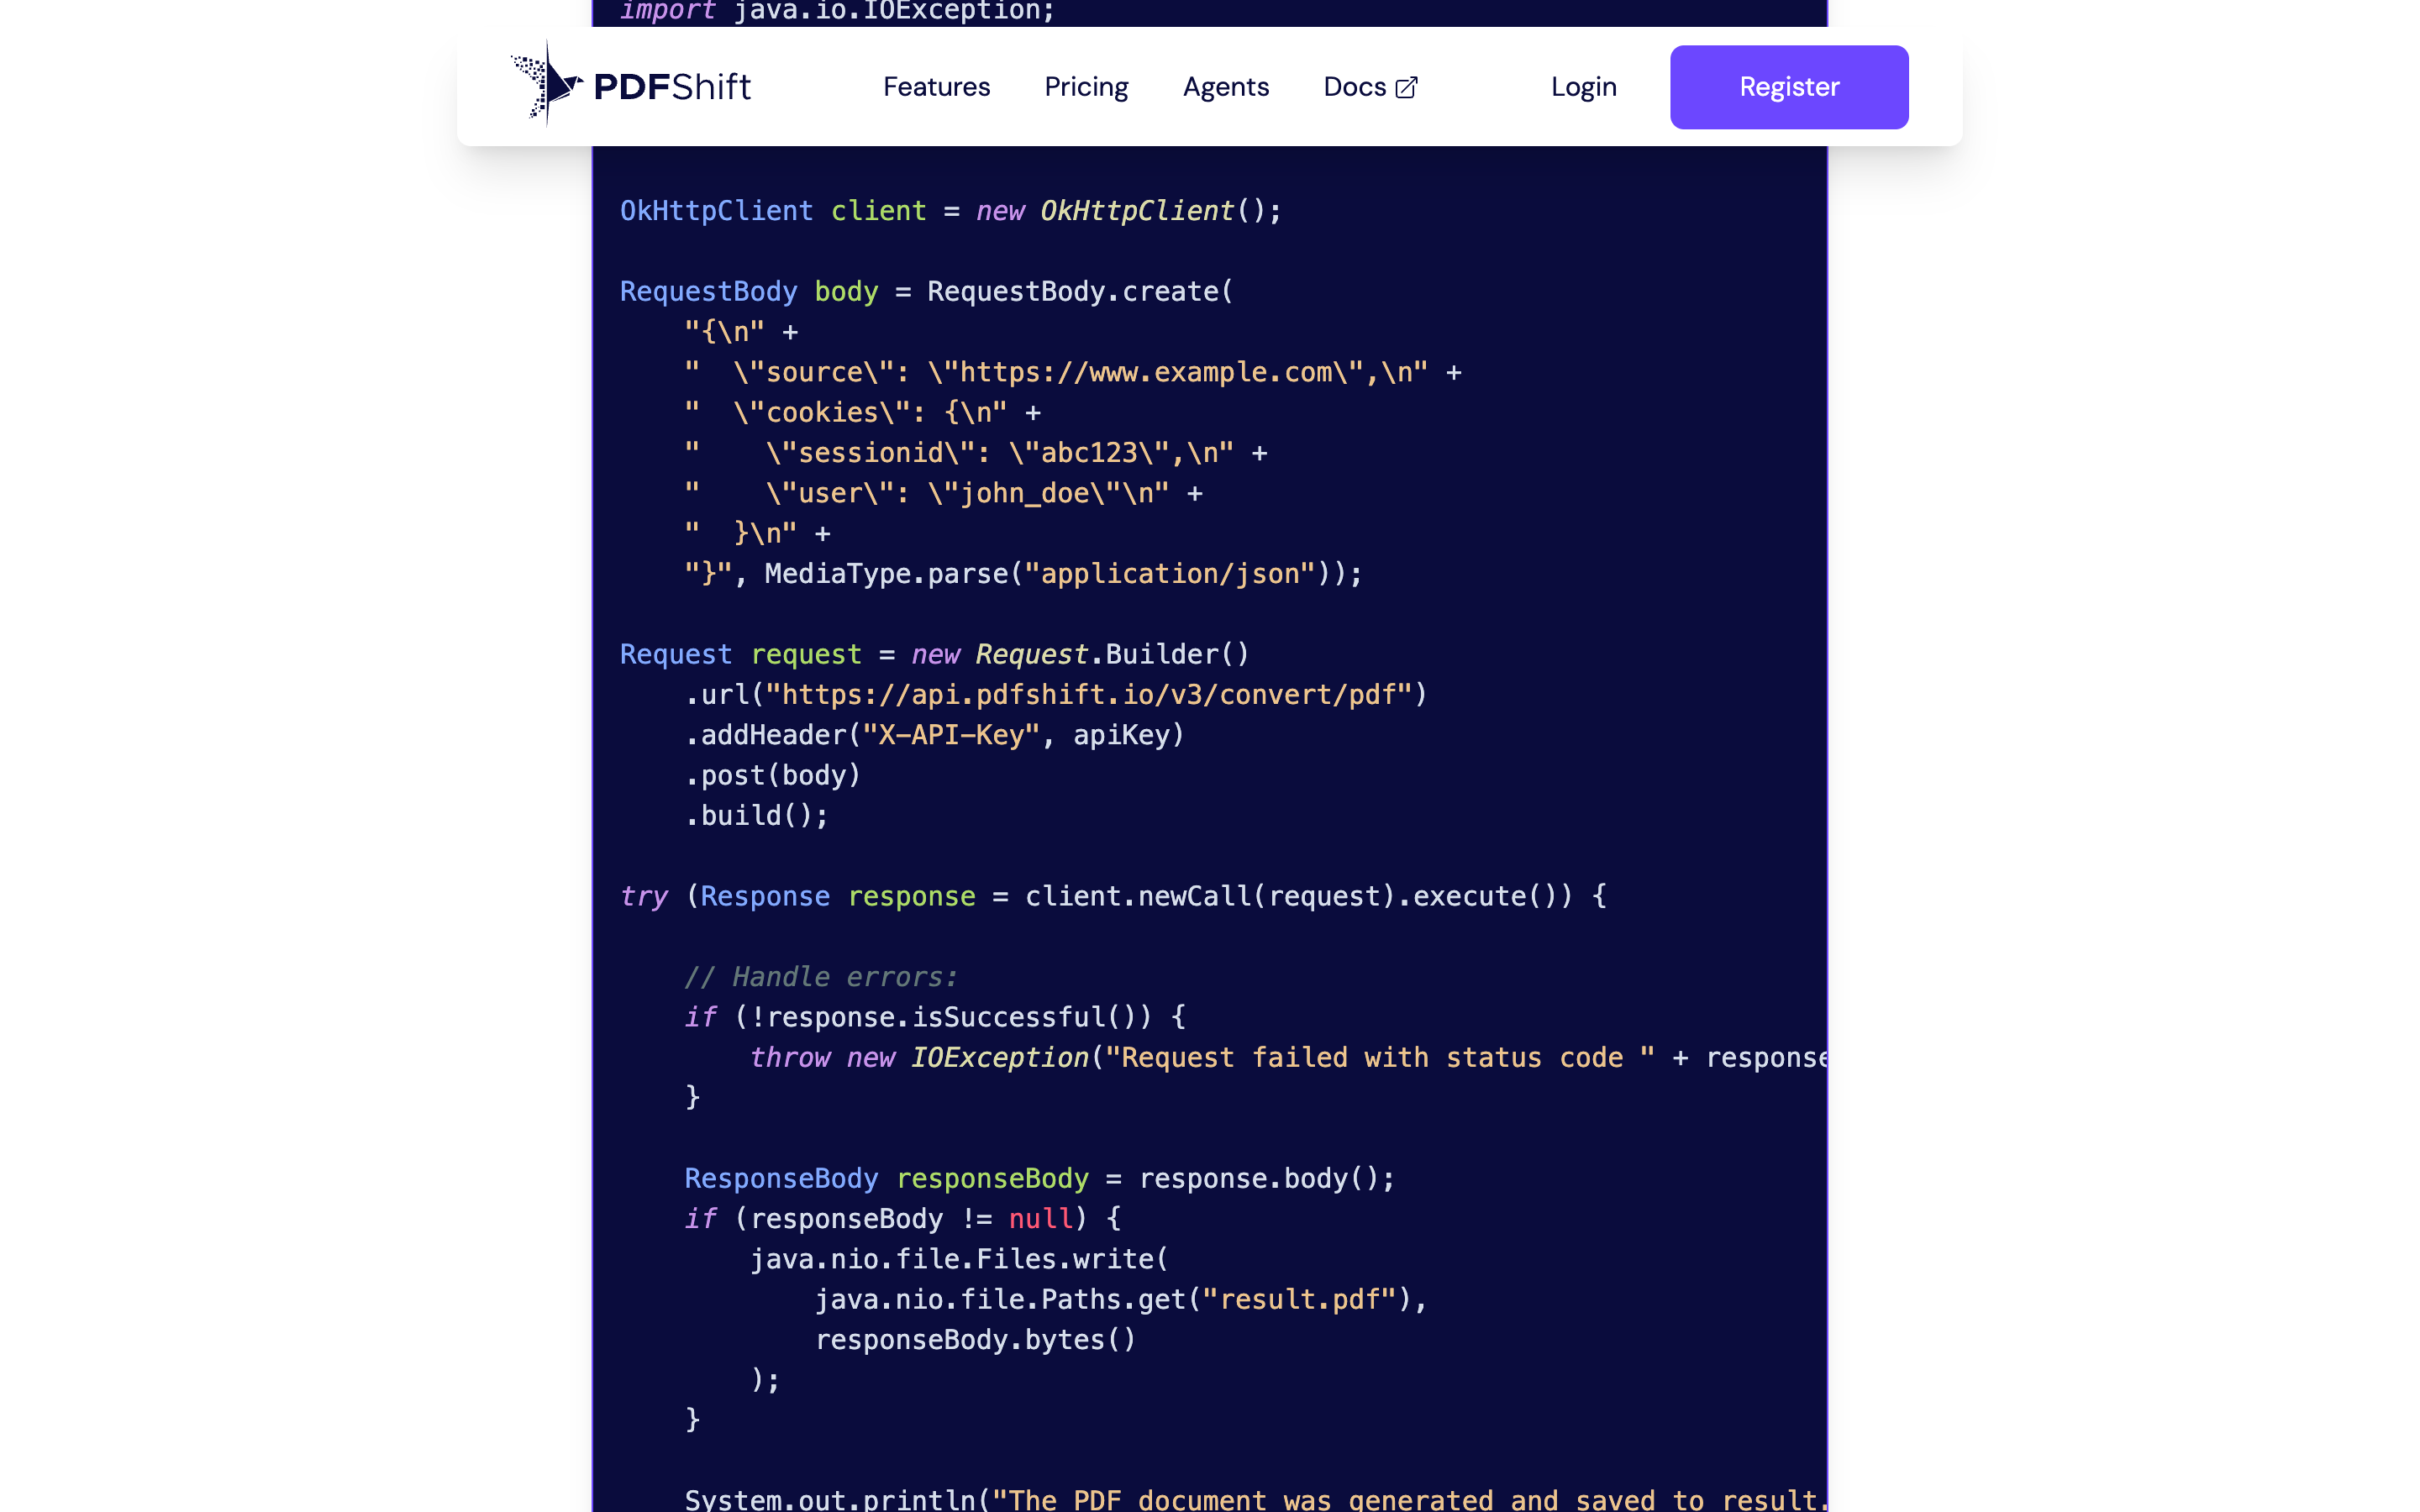 import java.io.IOException;
PDFShift
Features
Pricing
Agents
Docs
Login
Register
OkHttpClient client = new OkHttpClient();
RequestBody body = RequestBody.create(
    "{\n" +
    "  \"source\": \"https://www.example.com\",\n" +
    "  \"cookies\": {\n" +
    "    \"sessionid\": \"abc123\",\n" +
    "    \"user\": \"john_doe\"\n" +
    "  }\n" +
    "}", MediaType.parse("application/json"));
Request request = new Request.Builder()
    .url("https://api.pdfshift.io/v3/convert/pdf")
    .addHeader("X-API-Key", apiKey)
    .post(body)
    .build();
try (Response response = client.newCall(request).execute()) {
    // Handle errors:
    if (!response.isSuccessful()) {
        throw new IOException("Request failed with status code " + response
    }
    ResponseBody responseBody = response.body();
    if (responseBody != null) {
        java.nio.file.Files.write(
            java.nio.file.Paths.get("result.pdf"),
            responseBody.bytes()
        );
    }
    System.out.println("The PDF document was generated and saved to result.